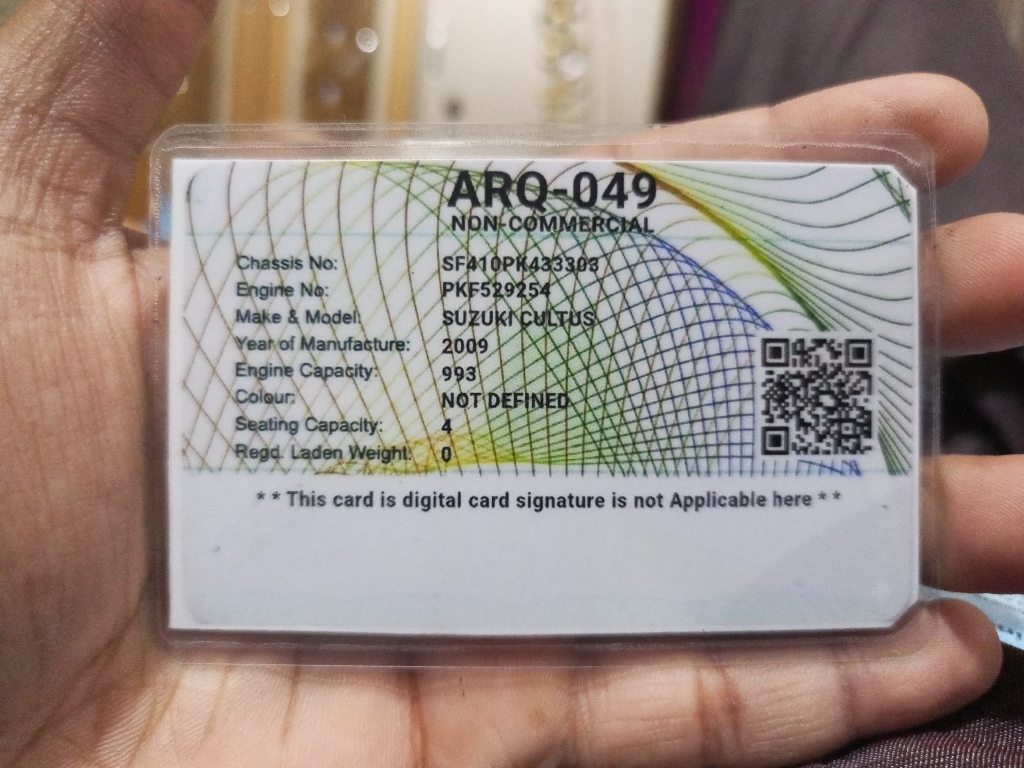 ARQ-049
NON-COMMERCIAL
Chassis No: SF410PK433303
Engine No: PKF529254
Make & Model: SUZUKI CULTUS
Year of Manufacture: 2009
Engine Capacity: 993
Colour: NOT DEFINED
Seating Capacity: 4
Regd. Laden Weight: 0
** This card is digital card signature is not Applicable here **